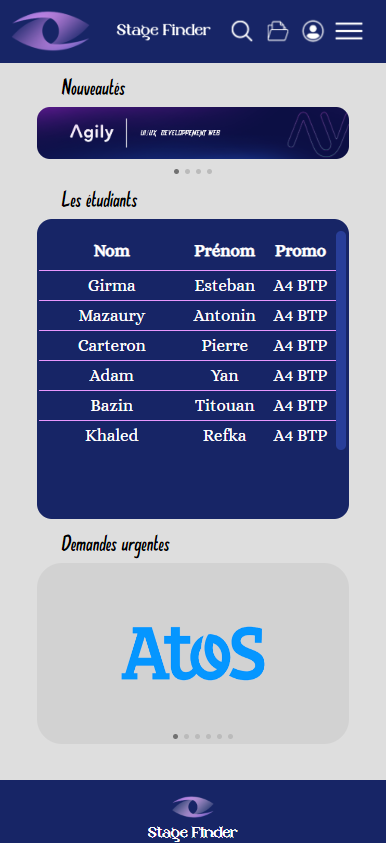 Stage Finder
Nouveautés
Agily
UI/UX DEVELOPPEMENT WEB
Les étudiants
Nom Prénom Promo
Girma Esteban A4 BTP
Mazaury Antonin A4 BTP
Carteron Pierre A4 BTP
Adam Yan A4 BTP
Bazin Titouan A4 BTP
Khaled Refka A4 BTP
Demandes urgentes
Atos
Stage Finder